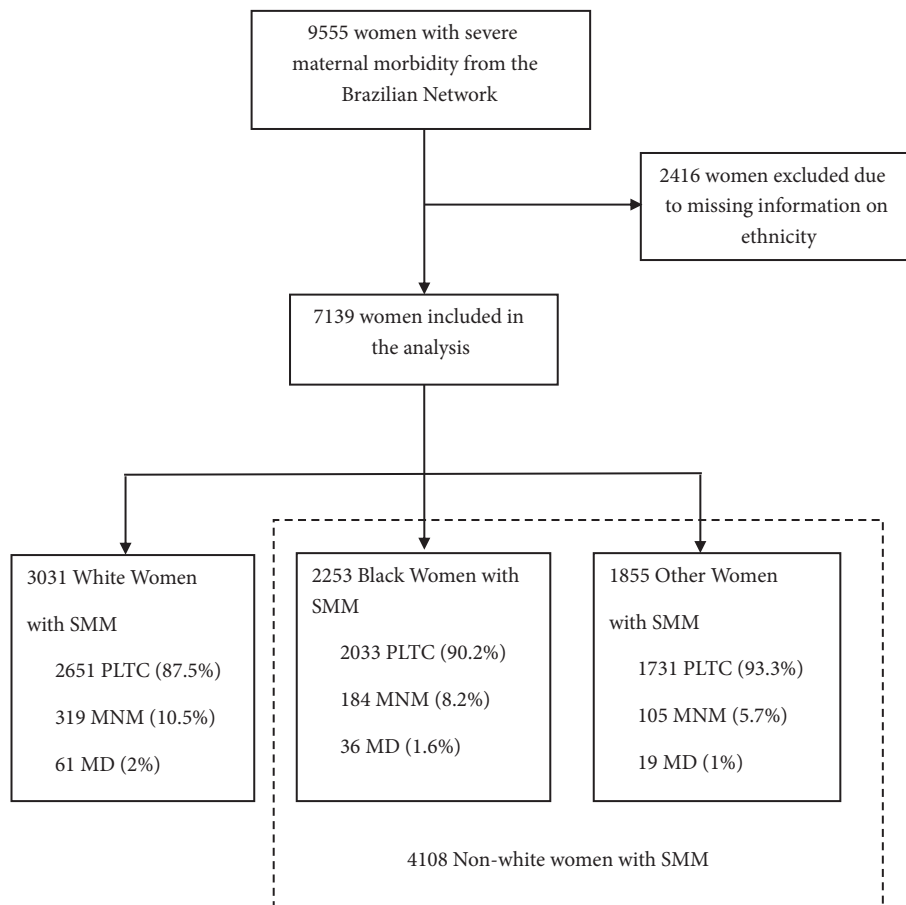 9555 women with severe
maternal morbidity from the
Brazilian Network
2416 women excluded due
to missing information on
ethnicity
7139 women included in
the analysis
3031 White Women
with SMM
2651 PLTC (87.5%)
319 MNM (10.5%)
61 MD (2%)
2253 Black Women with
SMM
2033 PLTC (90.2%)
184 MNM (8.2%)
36 MD (1.6%)
1855 Other Women
with SMM
1731 PLTC (93.3%)
105 MNM (5.7%)
19 MD (1%)
4108 Non-white women with SMM